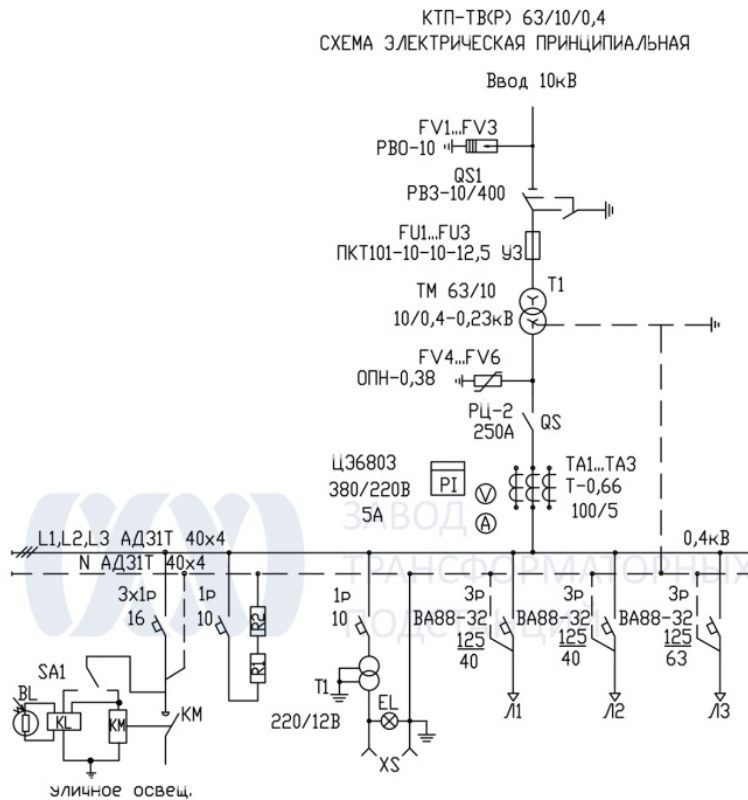 КТП-ТВ(Р) 63/10/0,4
СХЕМА ЭЛЕКТРИЧЕСКАЯ ПРИНЦИПИАЛЬНАЯ
Ввод 10кВ
FV1...FV3
РВО-10
QS1
РВЗ-10/400
FU1...FU3
ПКТ101-10-10-12,5 У3
ТМ 63/10
T1
10/0,4-0,23кВ
FV4...FV6
ОПН-0,38
РЦ-2
250А
QS
ЦЭ6803
380/220В
5А
PI
V
A
TA1...TA3
Т-0,66
100/5
ЗАВОД
ТРАНСФОРМАТОРНЫХ
ПОДСТАНЦИЙ
L1,L2,L3 АД31Т 40х4
0,4кВ
N АД31Т 40х4
3х1р
16
1р
10
R2
R1
1р
10
3р
ВА88-32
125
40
3р
ВА88-32
125
40
3р
ВА88-32
125
63
SA1
BL
KL
KM
KM
T1
220/12В
EL
XS
Л1
Л2
Л3
уличное освещ.